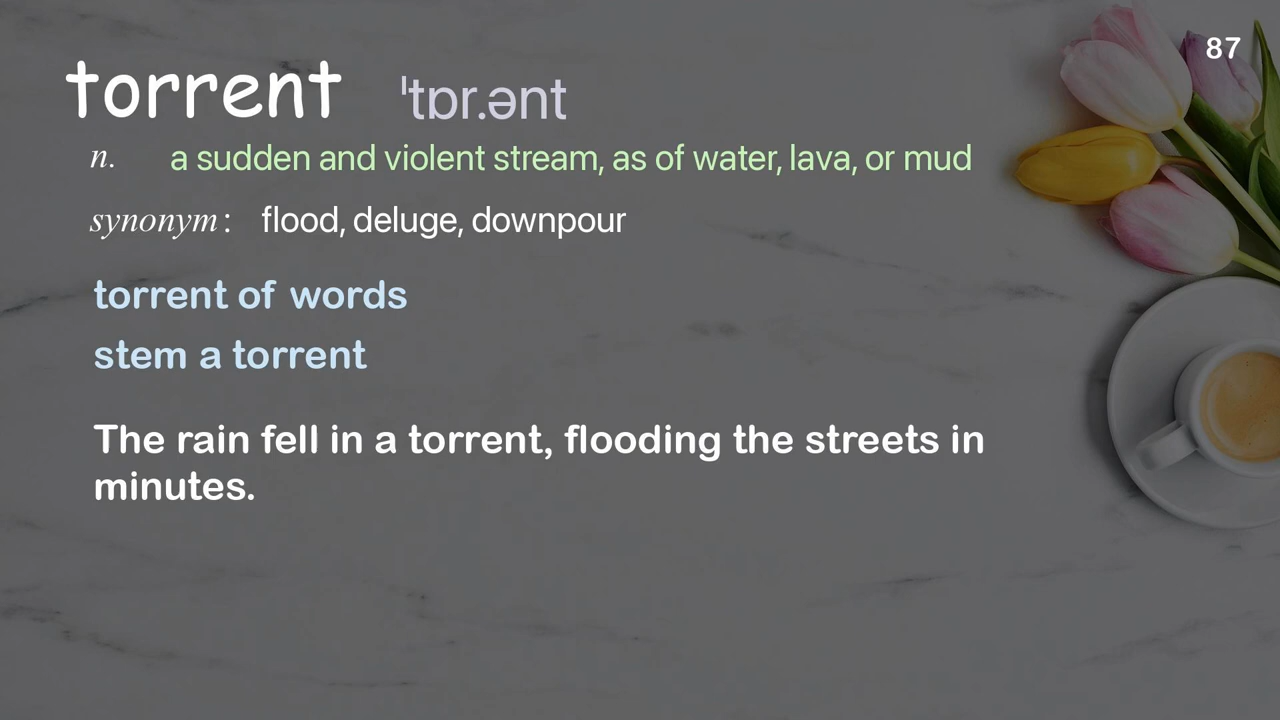 87
torrent ˈtɒr.ənt
n. a sudden and violent stream, as of water, lava, or mud
synonym: flood, deluge, downpour
torrent of words
stem a torrent
The rain fell in a torrent, flooding the streets in
minutes.